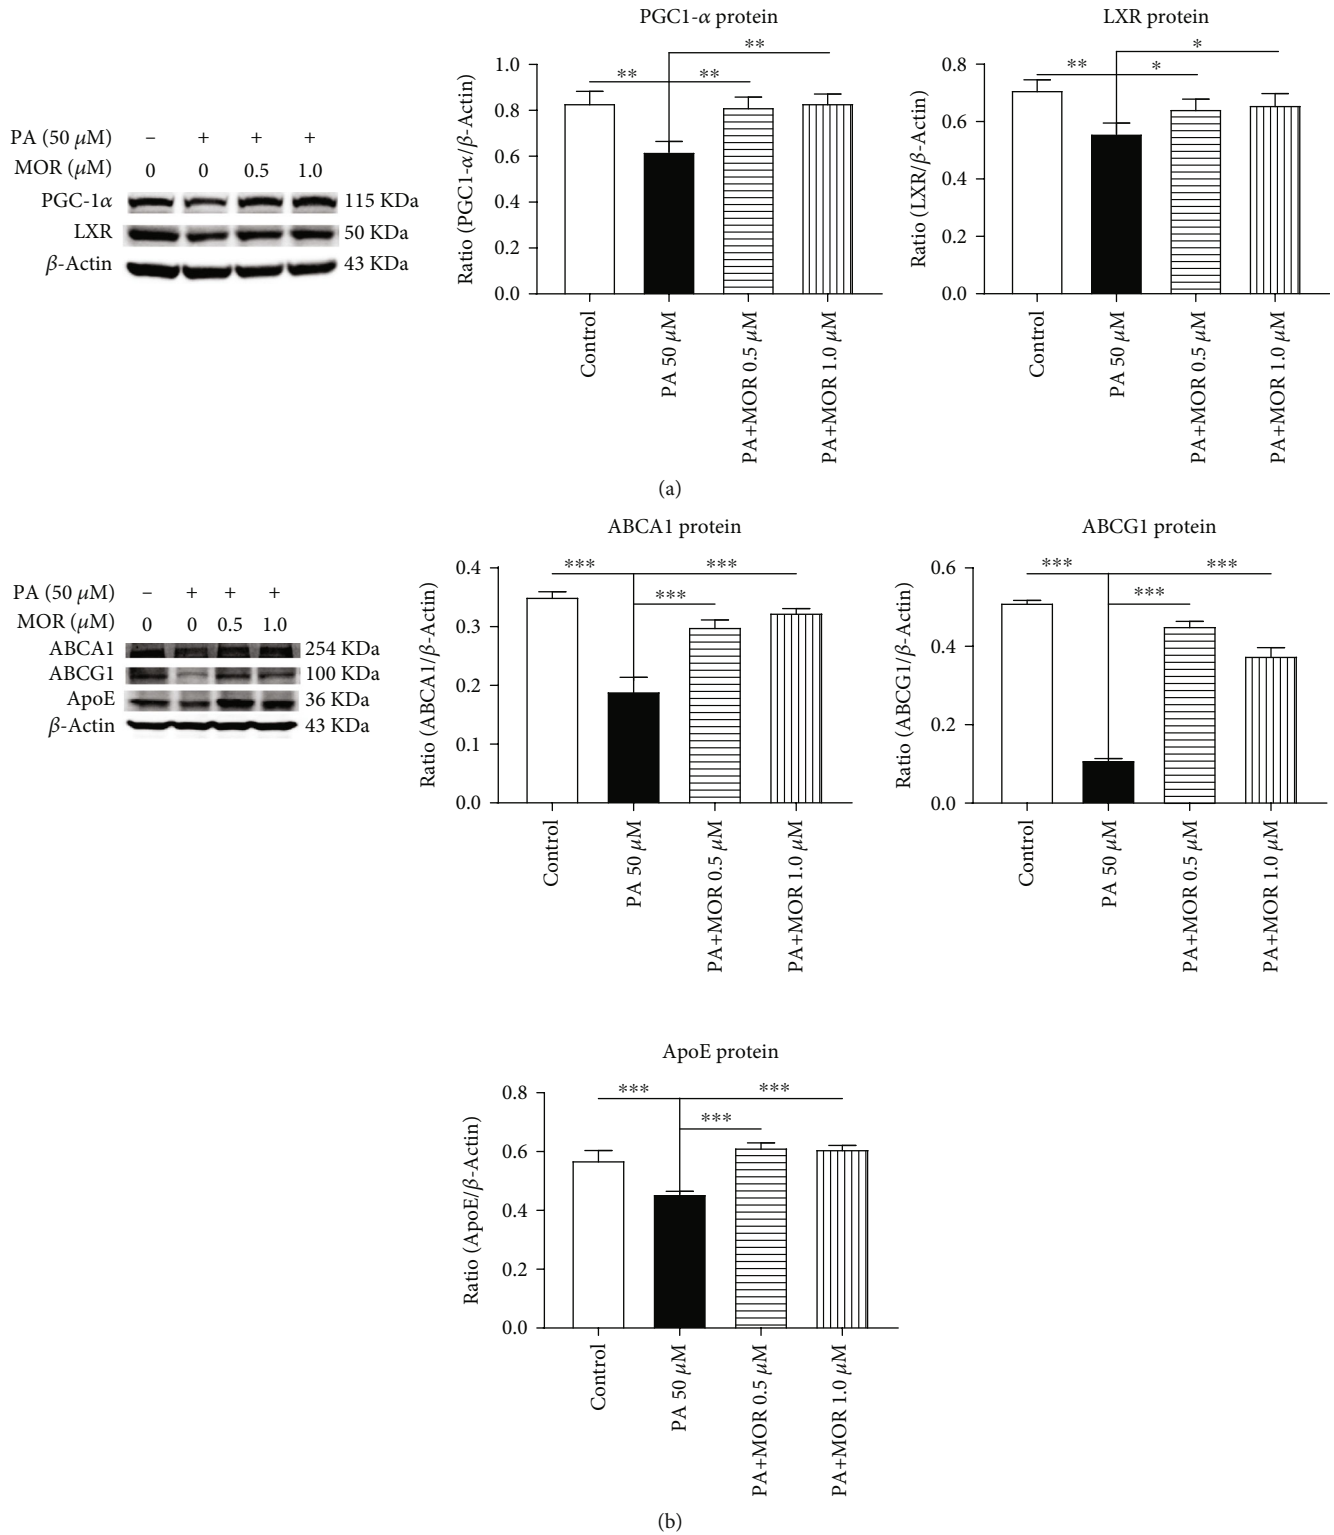 PA (50 μM) – + + +
MOR (μM) 0 0 0.5 1.0
PGC-1α 115 KDa
LXR 50 KDa
β-Actin 43 KDa
PGC1-α protein
** ** **
Ratio (PGC1-α/β-Actin)
1.0
0.8
0.6
0.4
0.2
0.0
Control
PA 50 μM
PA+MOR 0.5 μM
PA+MOR 1.0 μM
LXR protein
** * *
Ratio (LXR/β-Actin)
0.8
0.6
0.4
0.2
0.0
Control
PA 50 μM
PA+MOR 0.5 μM
PA+MOR 1.0 μM
(a)
PA (50 μM) – + + +
MOR (μM) 0 0 0.5 1.0
ABCA1 254 KDa
ABCG1 100 KDa
ApoE 36 KDa
β-Actin 43 KDa
ABCA1 protein
*** *** ***
Ratio (ABCA1/β-Actin)
0.4
0.3
0.2
0.1
0.0
Control
PA 50 μM
PA+MOR 0.5 μM
PA+MOR 1.0 μM
ABCG1 protein
*** *** ***
Ratio (ABCG1/β-Actin)
0.6
0.4
0.2
0.0
Control
PA 50 μM
PA+MOR 0.5 μM
PA+MOR 1.0 μM
ApoE protein
*** *** ***
Ratio (ApoE/β-Actin)
0.8
0.6
0.4
0.2
0.0
Control
PA 50 μM
PA+MOR 0.5 μM
PA+MOR 1.0 μM
(b)